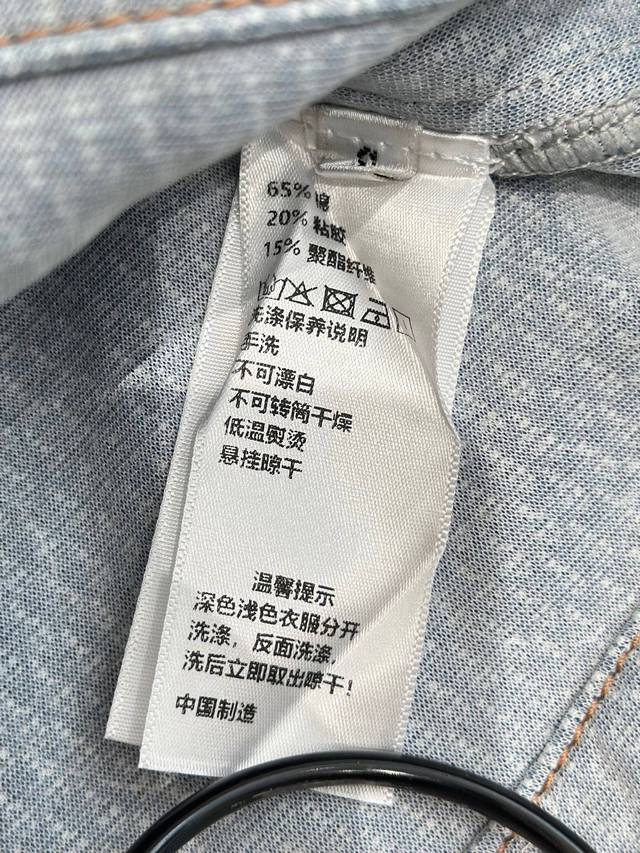 65% 棉
20% 粘胶
15% 聚酯纤维
洗涤保养说明
手洗
不可漂白
不可转筒干燥
低温熨烫
悬挂晾干
温馨提示
深色浅色衣服分开
洗涤，反面洗涤，
洗后立即取出晾干！
中国制造